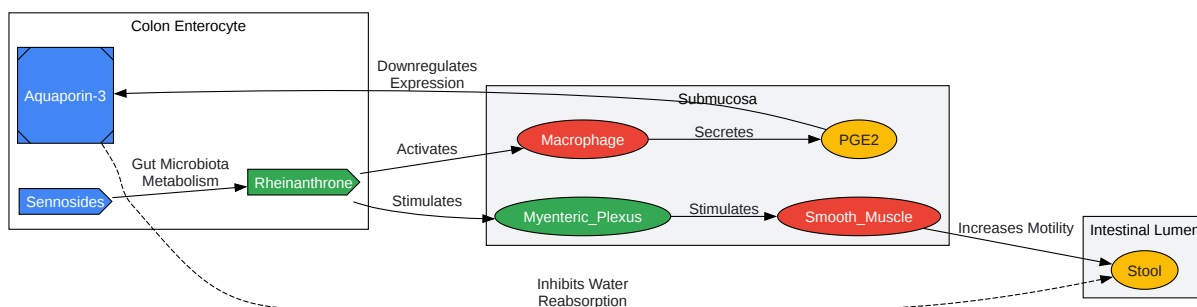 Colon Enterocyte
Aquaporin-3
Downregulates
Expression
Submucosa
Macrophage
Secretes
PGE2
Activates
Gut Microbiota
Metabolism
Rheinanthrone
Sennosides
Stimulates
Myenteric_Plexus
Stimulates
Smooth_Muscle
Increases Motility
Intestinal Lumen
Stool
Inhibits Water
Reabsorption